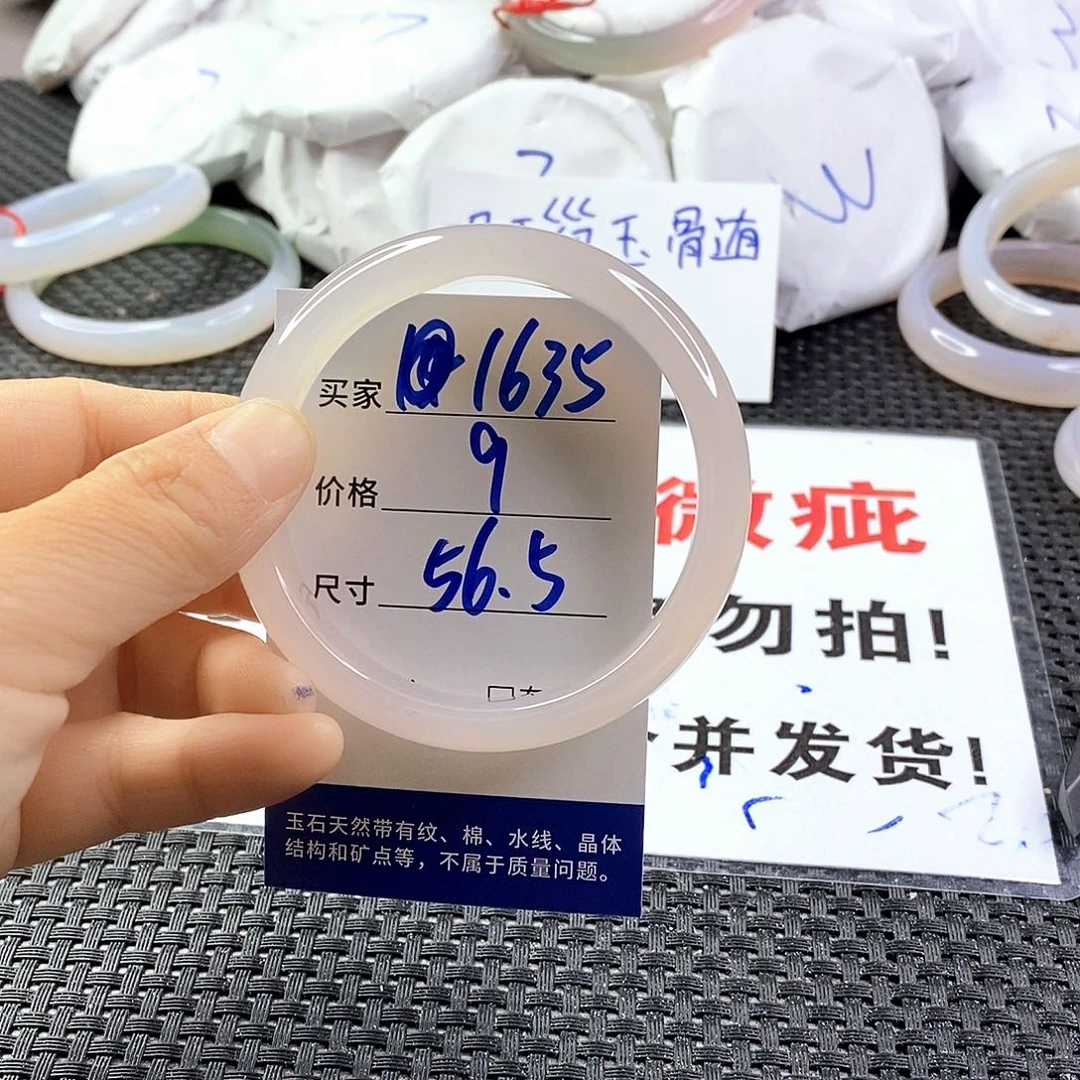 玉骨随
买家 1635
价格 9
尺寸 56.5
微疵
勿拍!
并发货!
玉石天然带有纹、棉、水线、晶体
结构和矿点等，不属于质量问题。